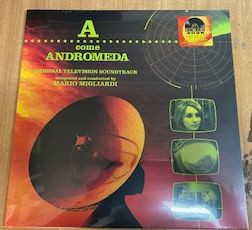 A
come
ANDROMEDA
ORIGINAL TELEVISION SOUNDTRACK
composed and conducted by
MARIO MIGLIARDI